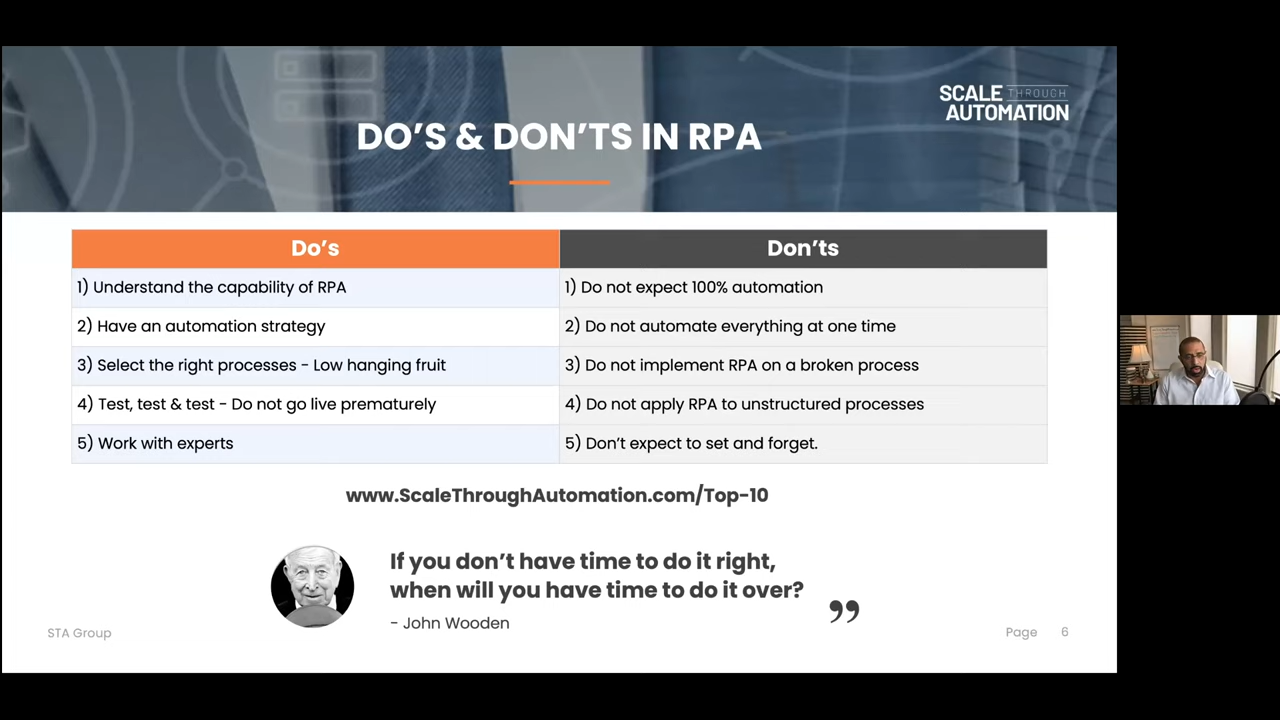 SCALE THROUGH
AUTOMATION
DO’S & DON’TS IN RPA
Do’s
Don’ts
1) Understand the capability of RPA
1) Do not expect 100% automation
2) Have an automation strategy
2) Do not automate everything at one time
3) Select the right processes - Low hanging fruit
3) Do not implement RPA on a broken process
4) Test, test & test - Do not go live prematurely
4) Do not apply RPA to unstructured processes
5) Work with experts
5) Don’t expect to set and forget.
www.ScaleThroughAutomation.com/Top-10
If you don’t have time to do it right,
when will you have time to do it over?
”
- John Wooden
STA Group
Page 6